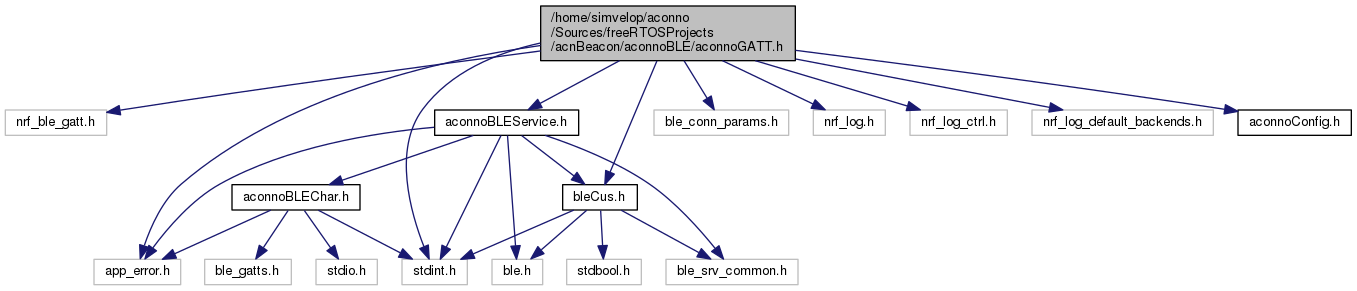 /home/simvelop/aconno
/Sources/freeRTOSProjects
/acnBeacon/aconnoBLE/aconnoGATT.h
nrf_ble_gatt.h
aconnoBLEService.h
ble_conn_params.h
nrf_log.h
nrf_log_ctrl.h
nrf_log_default_backends.h
aconnoConfig.h
aconnoBLEChar.h
bleCus.h
app_error.h
ble_gatts.h
stdio.h
stdint.h
ble.h
stdbool.h
ble_srv_common.h